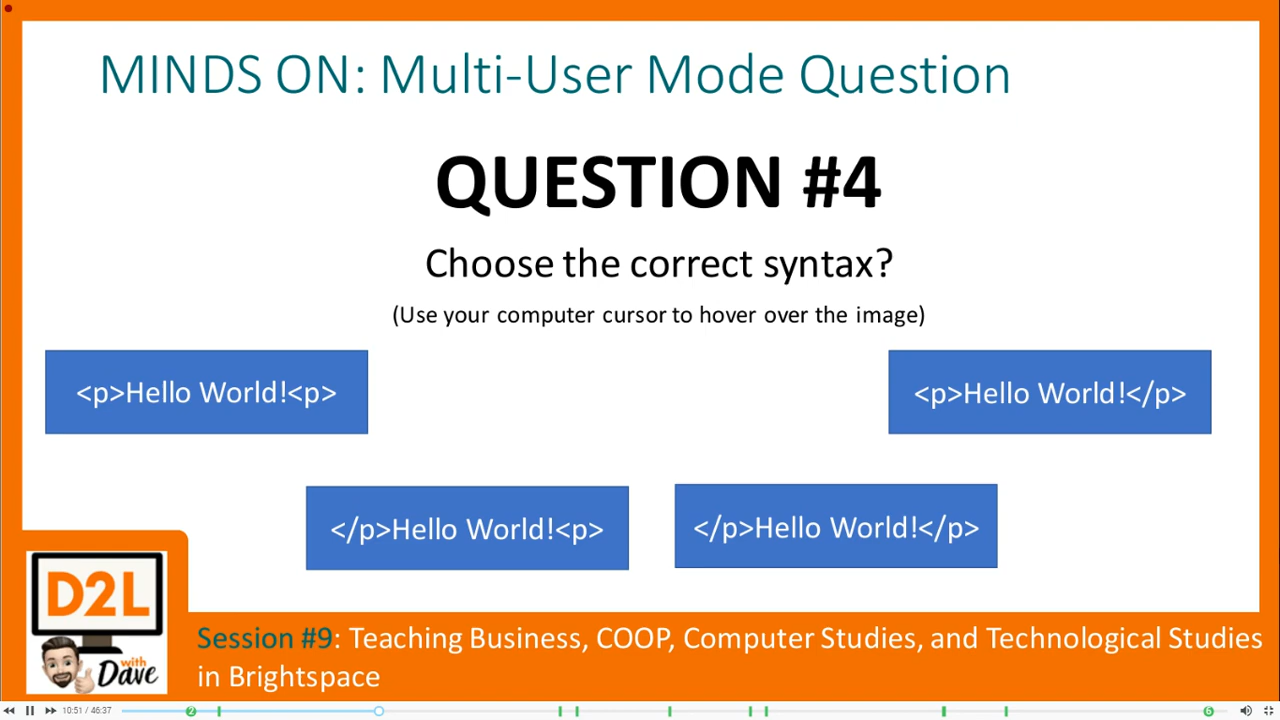 MINDS ON: Multi-User Mode Question
QUESTION #4
Choose the correct syntax?
(Use your computer cursor to hover over the image)
<p>Hello World!<p>
<p>Hello World!</p>
</p>Hello World!<p>
</p>Hello World!</p>
D2L
with
Dave
Session #9: Teaching Business, COOP, Computer Studies, and Technological Studies
in Brightspace
10:51 / 46:37
2
6